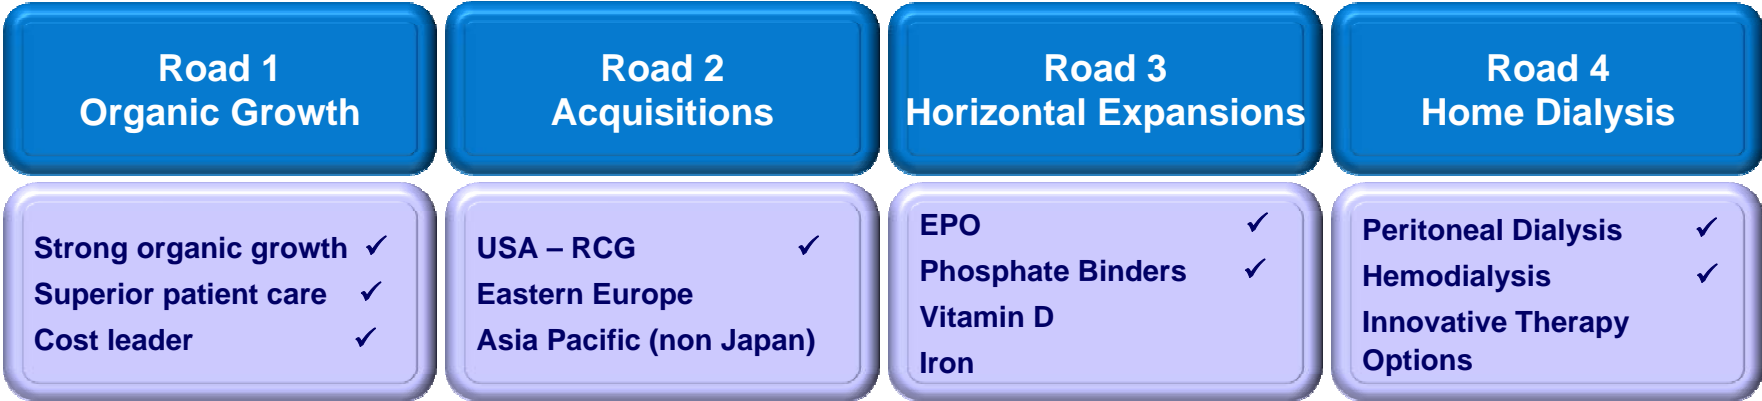 Road 1
Organic Growth
Road 2
Acquisitions
Road 3
Horizontal Expansions
Road 4
Home Dialysis
Strong organic growth ✓
Superior patient care ✓
Cost leader ✓
USA – RCG ✓
Eastern Europe
Asia Pacific (non Japan)
EPO ✓
Phosphate Binders ✓
Vitamin D
Iron
Peritoneal Dialysis ✓
Hemodialysis ✓
Innovative Therapy
Options